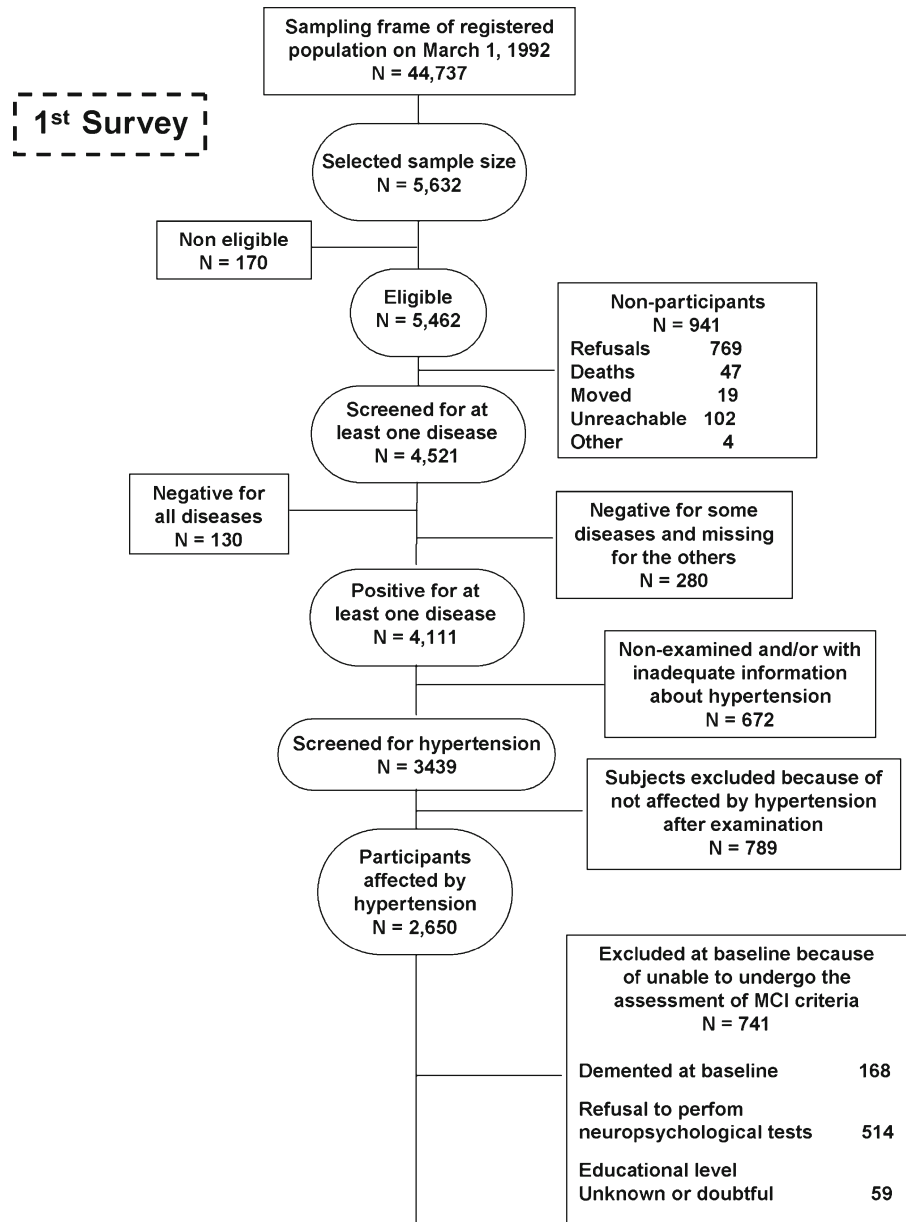 Sampling frame of registered
population on March 1, 1992
N = 44,737
1st Survey
Selected sample size
N = 5,632
Non eligible
N = 170
Eligible
N = 5,462
Non-participants
N = 941
Refusals 769
Deaths 47
Moved 19
Unreachable 102
Other 4
Screened for at
least one disease
N = 4,521
Negative for
all diseases
N = 130
Negative for some
diseases and missing
for the others
N = 280
Positive for at
least one disease
N = 4,111
Non-examined and/or with
inadequate information
about hypertension
N = 672
Screened for hypertension
N = 3439
Subjects excluded because of
not affected by hypertension
after examination
N = 789
Participants
affected by
hypertension
N = 2,650
Excluded at baseline because
of unable to undergo the
assessment of MCI criteria
N = 741
Demented at baseline 168
Refusal to perfom
neuropsychological tests 514
Educational level
Unknown or doubtful 59